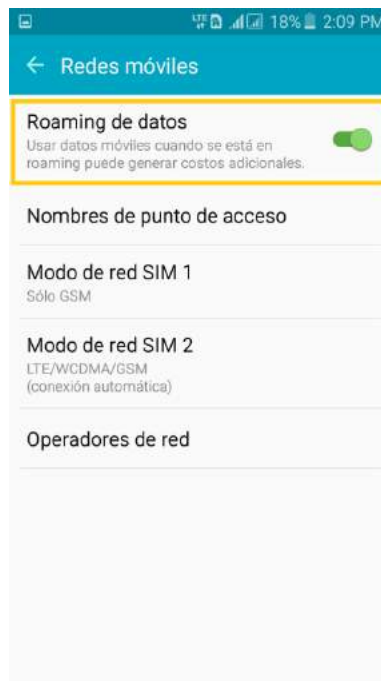 LTE 18% 2:09 PM
← Redes móviles
Roaming de datos
Usar datos móviles cuando se está en
roaming puede generar costos adicionales.
Nombres de punto de acceso
Modo de red SIM 1
Sólo GSM
Modo de red SIM 2
LTE/WCDMA/GSM
(conexión automática)
Operadores de red